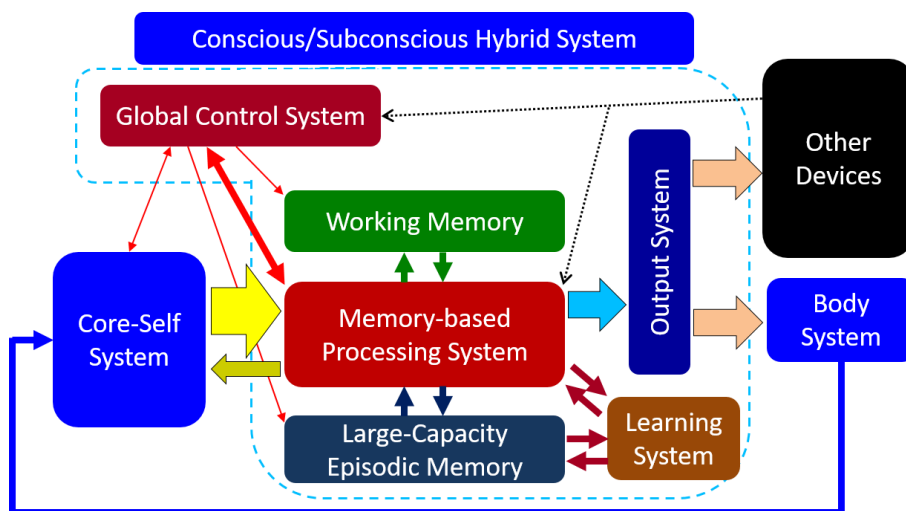 Conscious/Subconscious Hybrid System
Global Control System
Other
Devices
Working Memory
Output System
Core-Self
System
Memory-based
Processing System
Body
System
Large-Capacity
Episodic Memory
Learning
System